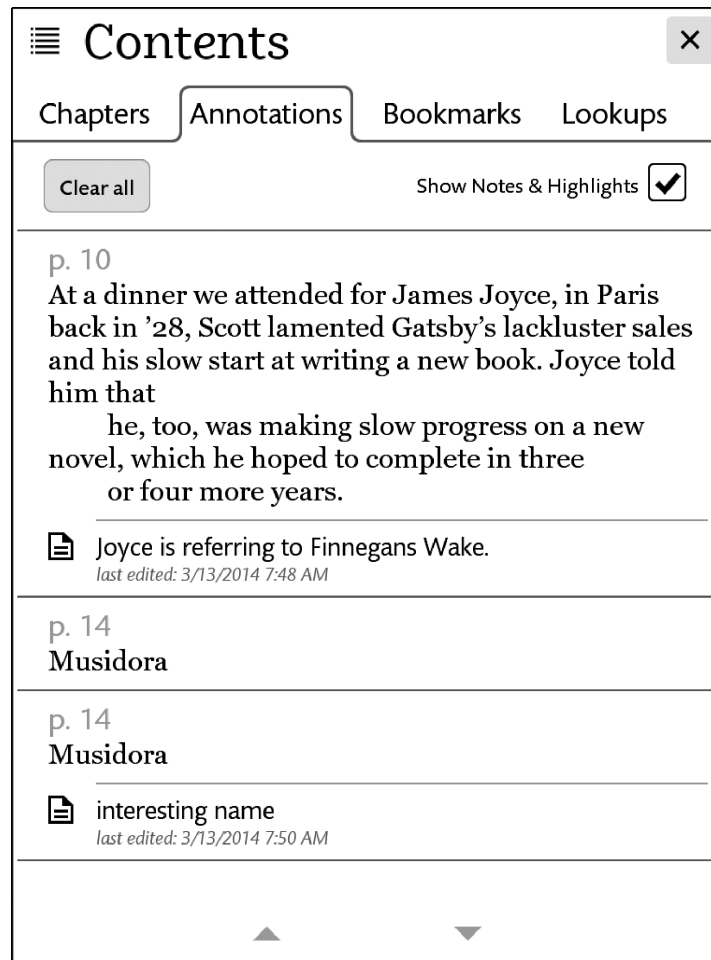 Contents
Chapters Annotations Bookmarks Lookups
Clear all Show Notes & Highlights
p. 10
At a dinner we attended for James Joyce, in Paris
back in ’28, Scott lamented Gatsby’s lackluster sales
and his slow start at writing a new book. Joyce told
him that
he, too, was making slow progress on a new
novel, which he hoped to complete in three
or four more years.
Joyce is referring to Finnegans Wake.
last edited: 3/13/2014 7:48 AM
p. 14
Musidora
p. 14
Musidora
interesting name
last edited: 3/13/2014 7:50 AM